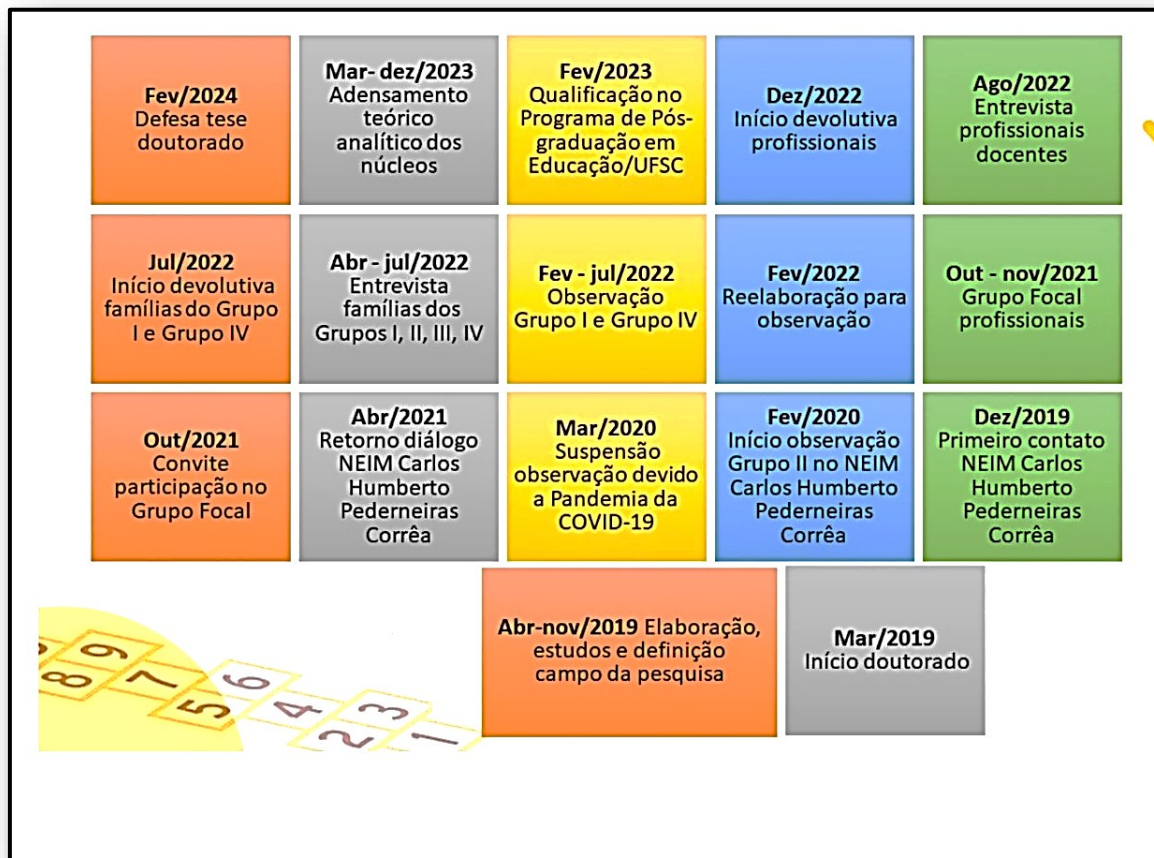 Fev/2024
Defesa tese
doutorado
Mar- dez/2023
Adensamento
teórico
analítico dos
núcleos
Fev/2023
Qualificação no
Programa de Pós-
graduação em
Educação/UFSC
Dez/2022
Início devolutiva
profissionais
Ago/2022
Entrevista
profissionais
docentes
Jul/2022
Início devolutiva
famílias do Grupo
I e Grupo IV
Abr - jul/2022
Entrevista
famílias dos
Grupos I, II, III, IV
Fev - jul/2022
Observação
Grupo I e Grupo IV
Fev/2022
Reelaboração para
observação
Out - nov/2021
Grupo Focal
profissionais
Out/2021
Convite
participação no
Grupo Focal
Abr/2021
Retorno diálogo
NEIM Carlos
Humberto
Pederneiras
Corrêa
Mar/2020
Suspensão
observação devido
a Pandemia da
COVID-19
Fev/2020
Início observação
Grupo II no NEIM
Carlos Humberto
Pederneiras
Corrêa
Dez/2019
Primeiro contato
NEIM Carlos
Humberto
Pederneiras
Corrêa
Abr-nov/2019 Elaboração,
estudos e definição
campo da pesquisa
Mar/2019
Início doutorado
9
8
7
6
5
4
3
2
1